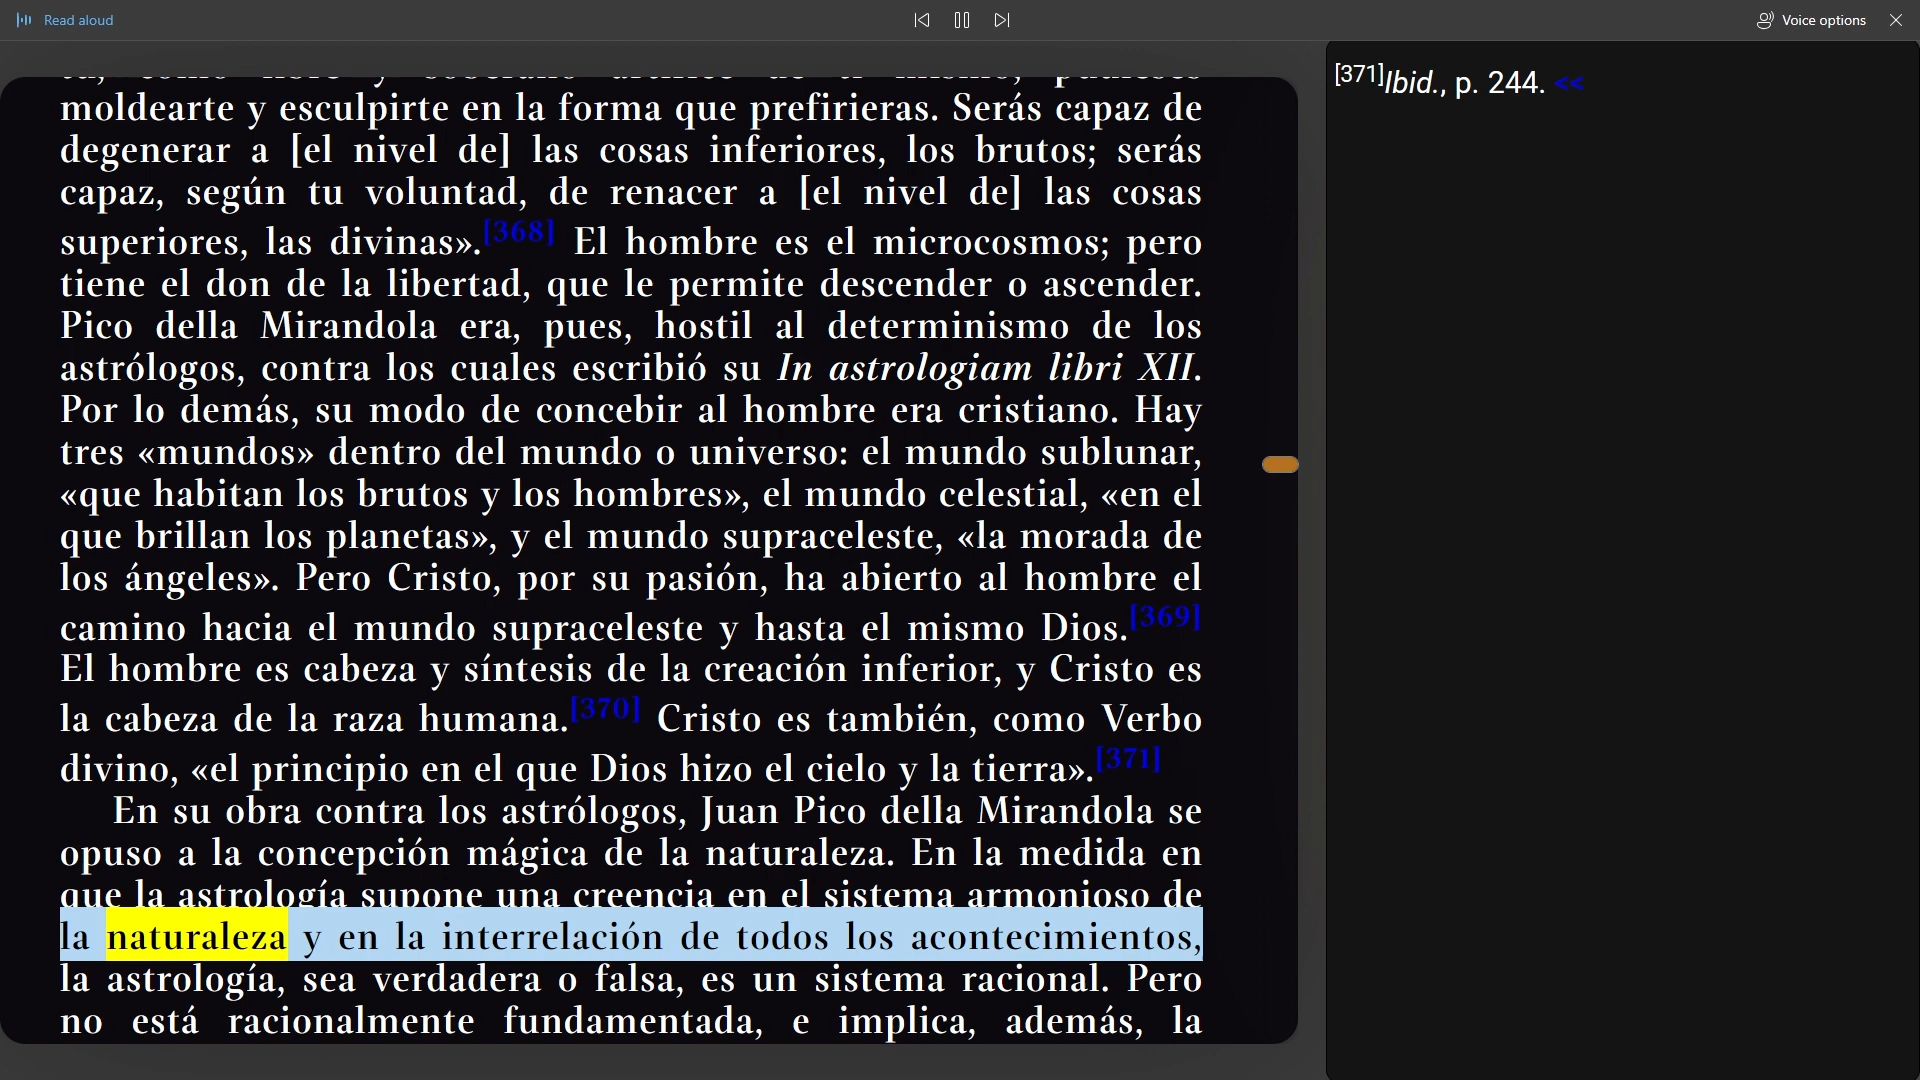 Read aloud
Voice options
moldearte y esculpirte en la forma que prefirieras. Serás capaz de
degenerar a [el nivel de] las cosas inferiores, los brutos; serás
capaz, según tu voluntad, de renacer a [el nivel de] las cosas
superiores, las divinas».[368] El hombre es el microcosmos; pero
tiene el don de la libertad, que le permite descender o ascender.
Pico della Mirandola era, pues, hostil al determinismo de los
astrólogos, contra los cuales escribió su In astrologiam libri XII.
Por lo demás, su modo de concebir al hombre era cristiano. Hay
tres «mundos» dentro del mundo o universo: el mundo sublunar,
«que habitan los brutos y los hombres», el mundo celestial, «en el
que brillan los planetas», y el mundo supraceleste, «la morada de
los ángeles». Pero Cristo, por su pasión, ha abierto al hombre el
camino hacia el mundo supraceleste y hasta el mismo Dios.[369]
El hombre es cabeza y síntesis de la creación inferior, y Cristo es
la cabeza de la raza humana.[370] Cristo es también, como Verbo
divino, «el principio en el que Dios hizo el cielo y la tierra».[371]
En su obra contra los astrólogos, Juan Pico della Mirandola se
opuso a la concepción mágica de la naturaleza. En la medida en
que la astrología supone una creencia en el sistema armonioso de
la naturaleza y en la interrelación de todos los acontecimientos,
la astrología, sea verdadera o falsa, es un sistema racional. Pero
no está racionalmente fundamentada, e implica, además, la
[371]Ibid., p. 244. <<